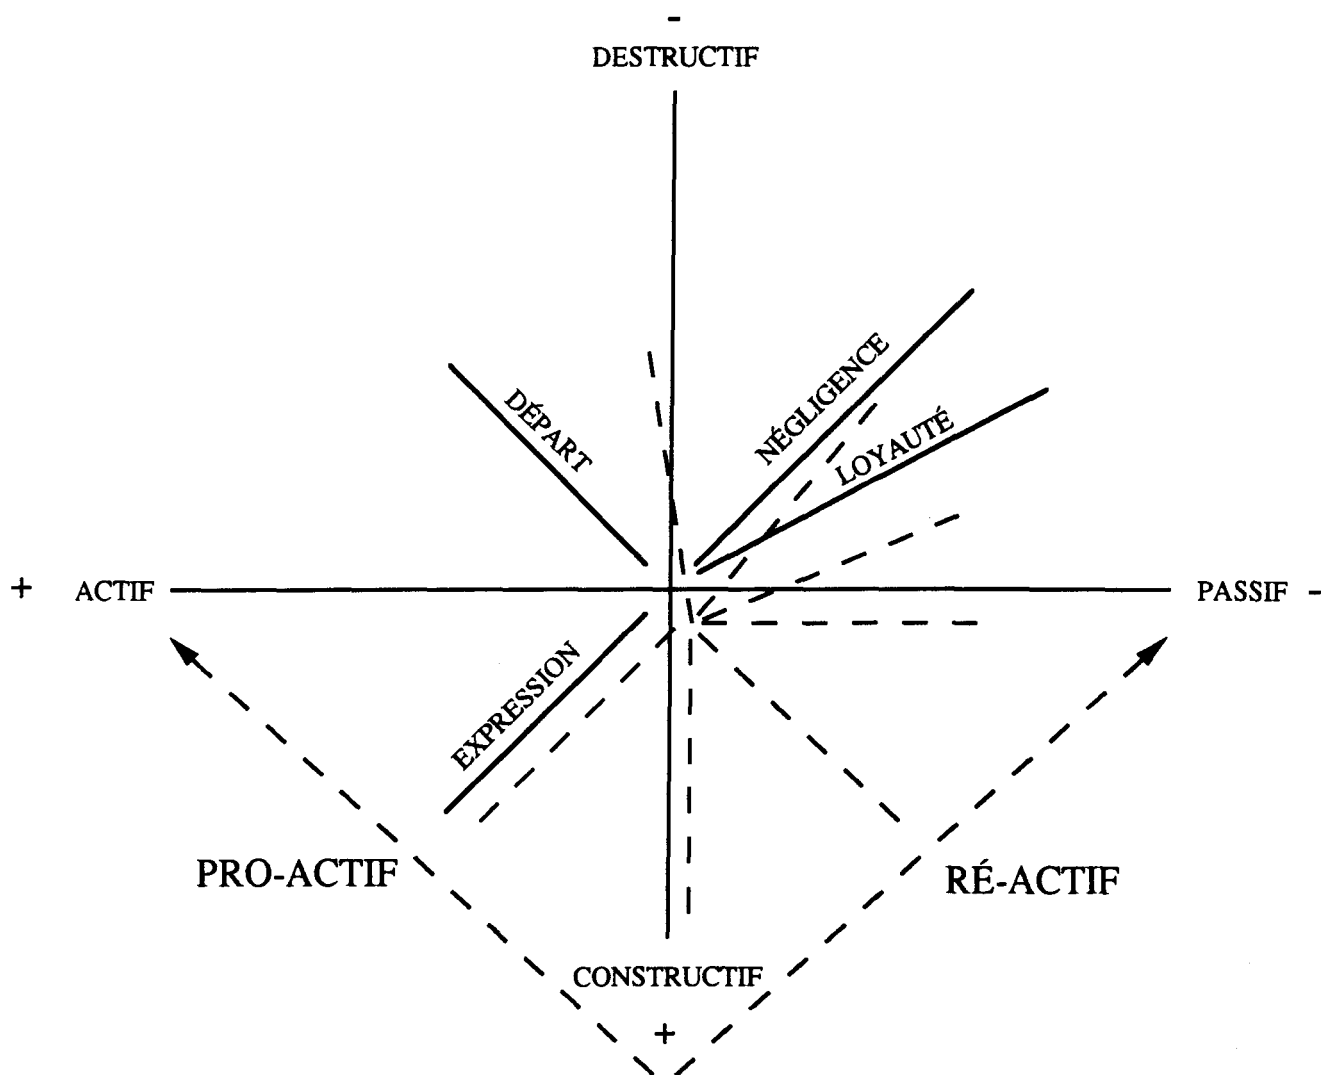 -
DESTRUCTIF
DÉPART
NÉGLIGENCE
LOYAUTÉ
+ ACTIF
PASSIF -
EXPRESSION
PRO-ACTIF
RÉ-ACTIF
CONSTRUCTIF
+